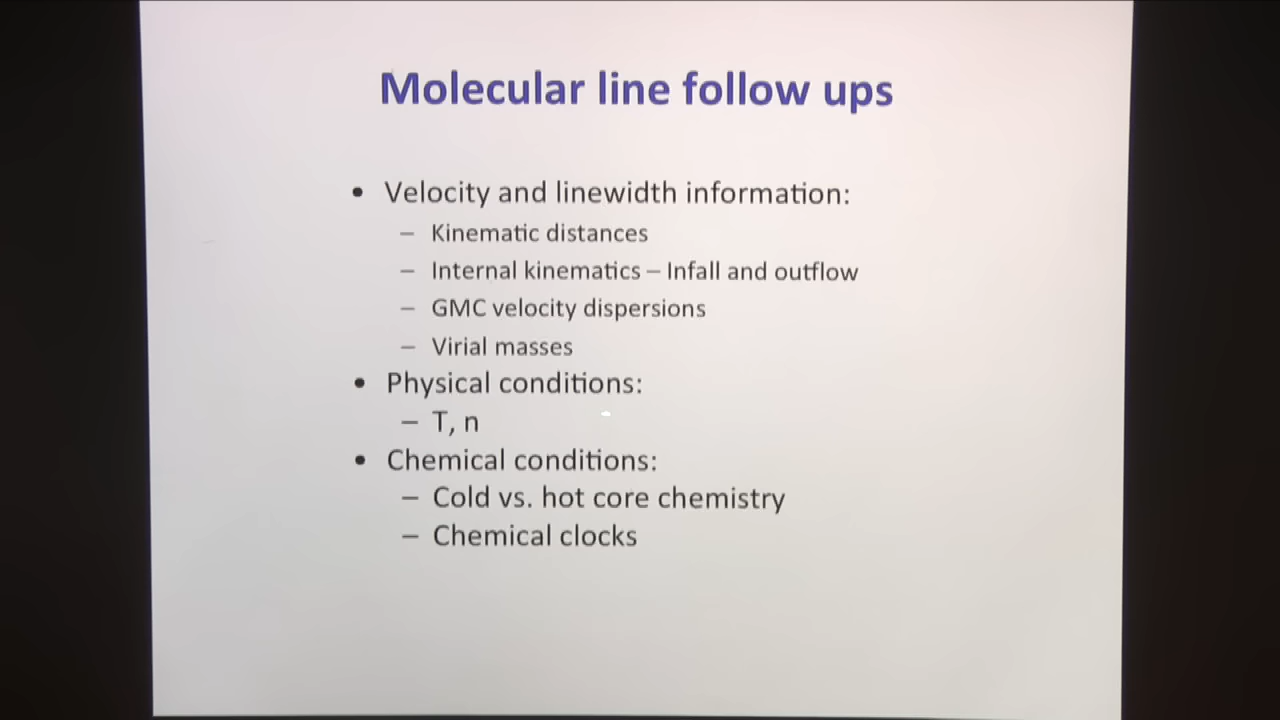 Molecular line follow ups
• Velocity and linewidth information:
– Kinematic distances
– Internal kinematics – Infall and outflow
– GMC velocity dispersions
– Virial masses
• Physical conditions:
– T, n
• Chemical conditions:
– Cold vs. hot core chemistry
– Chemical clocks